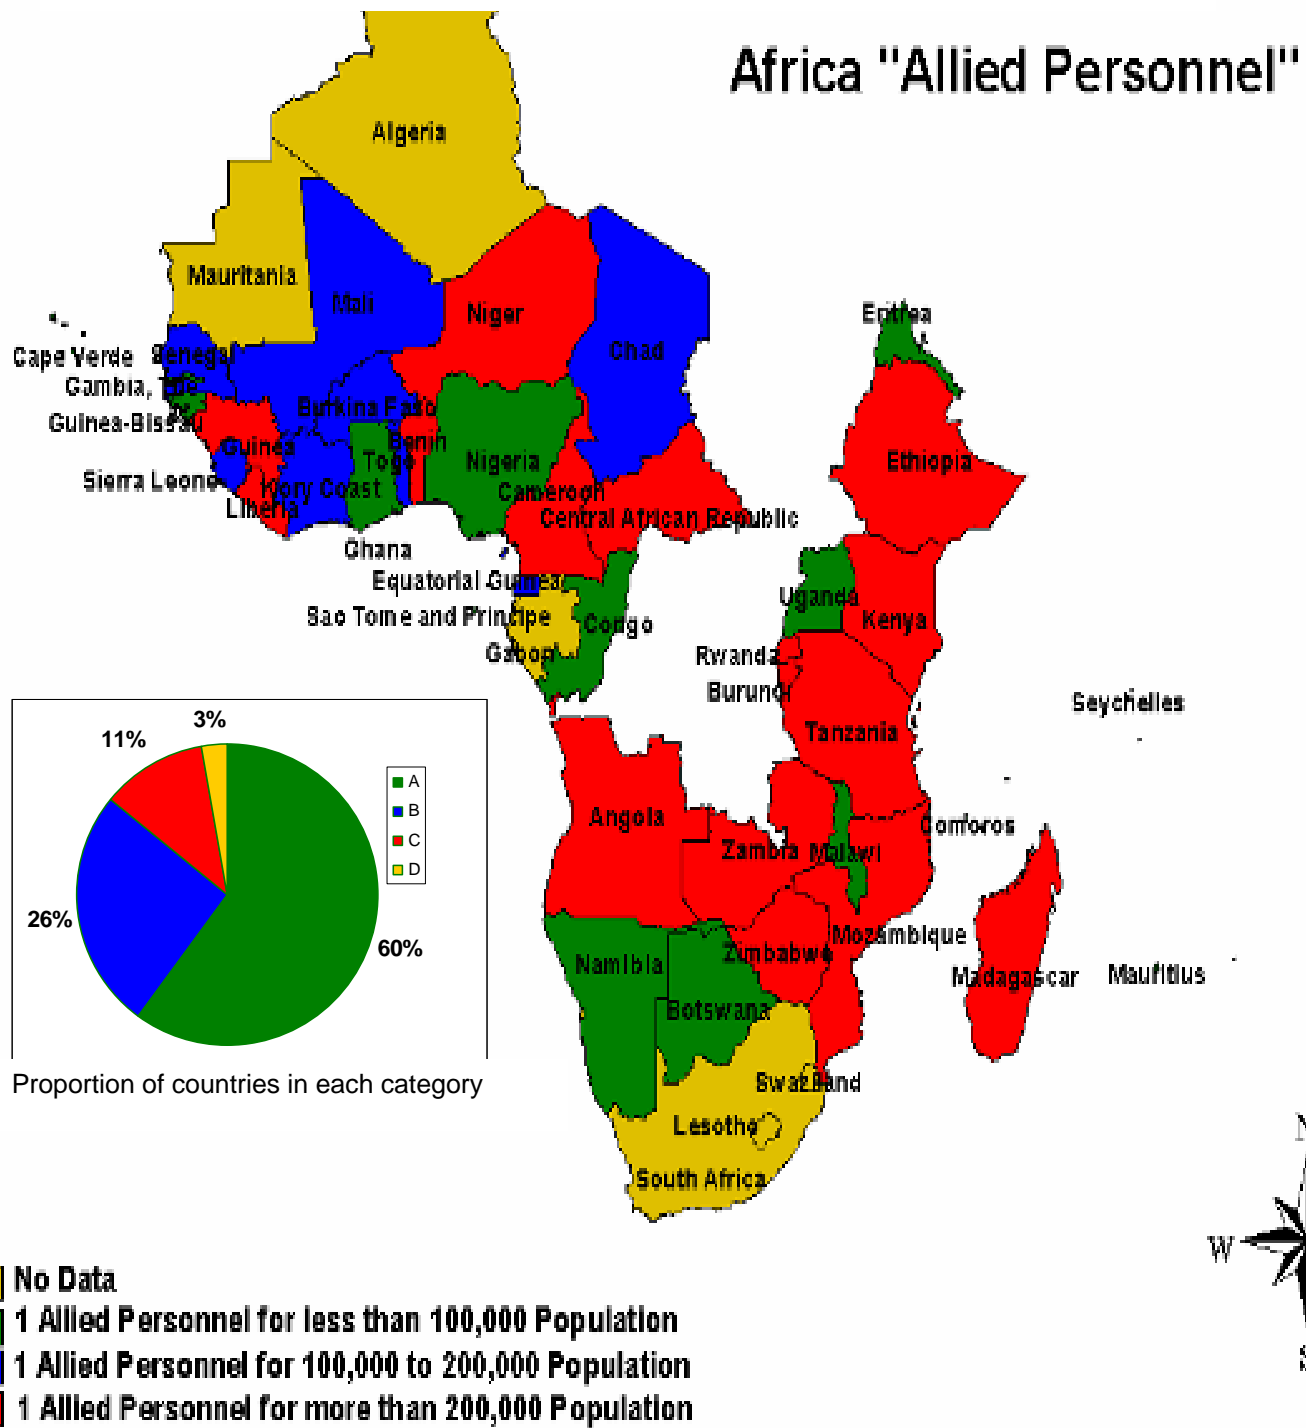 Africa "Allied Personnel"
Algeria
Mauritania
Mali
Niger
Chad
Eritrea
Cape Verde
Senegal
Gambia, The
Guinea-Bissau
Burkina Faso
Guinea
Benin
Togo
Nigeria
Ethiopia
Sierra Leone
Ivory Coast
Liberia
Cameroon
Central African Republic
Ghana
Equatorial Guinea
Uganda
Sao Tome and Principe
Congo
Kenya
Gabon
Rwanda
Burundi
Seychelles
Tanzania
3%
11%
A
B
C
D
26%
60%
Angola
Zambia
Malawi
Comoros
Mozambique
Zimbabwe
Namibia
Madagascar
Mauritius
Botswana
Proportion of countries in each category
Swaziland
Lesotho
South Africa
N
W
S
No Data
1 Allied Personnel for less than 100,000 Population
1 Allied Personnel for 100,000 to 200,000 Population
1 Allied Personnel for more than 200,000 Population